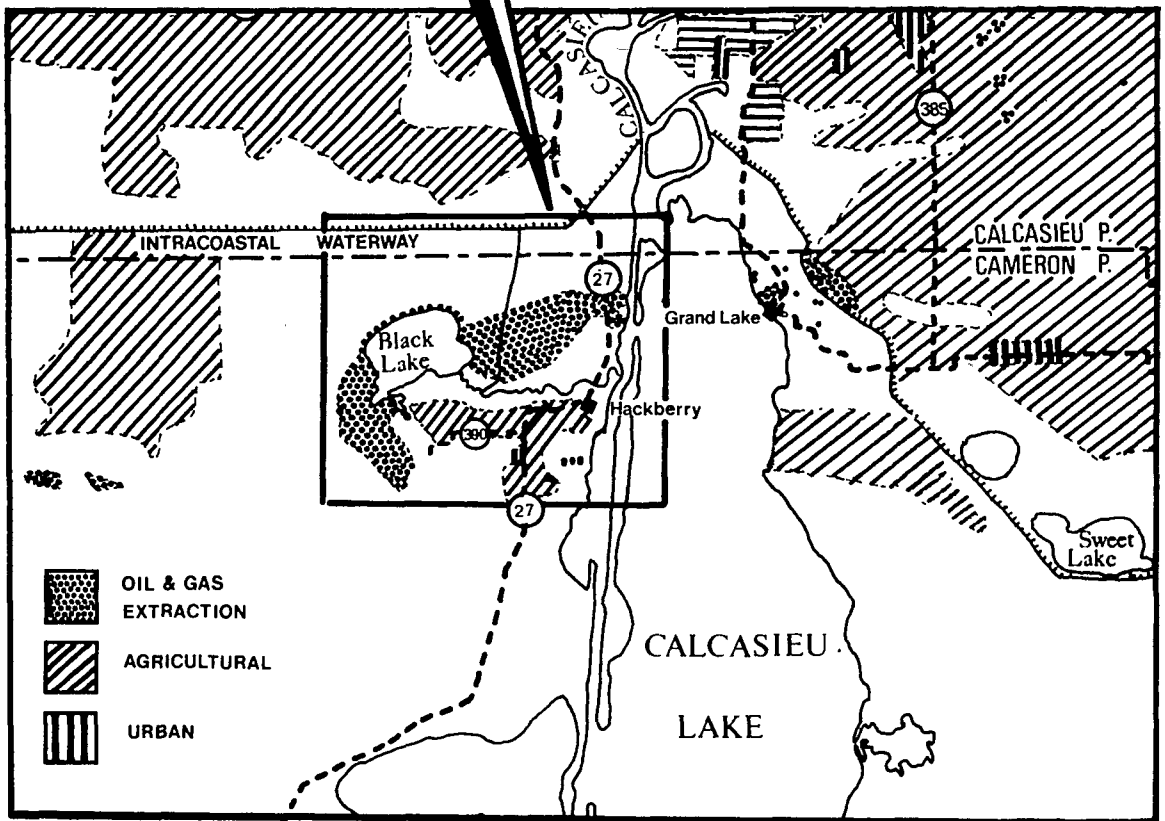 CALCASIEU
CALCASIEU
385
INTRACOASTAL WATERWAY
CALCASIEU P.
CAMERON P.
27
Grand Lake
Black
Lake
Hackberry
390
27
Sweet
Lake
OIL & GAS
EXTRACTION
AGRICULTURAL
URBAN
CALCASIEU
LAKE